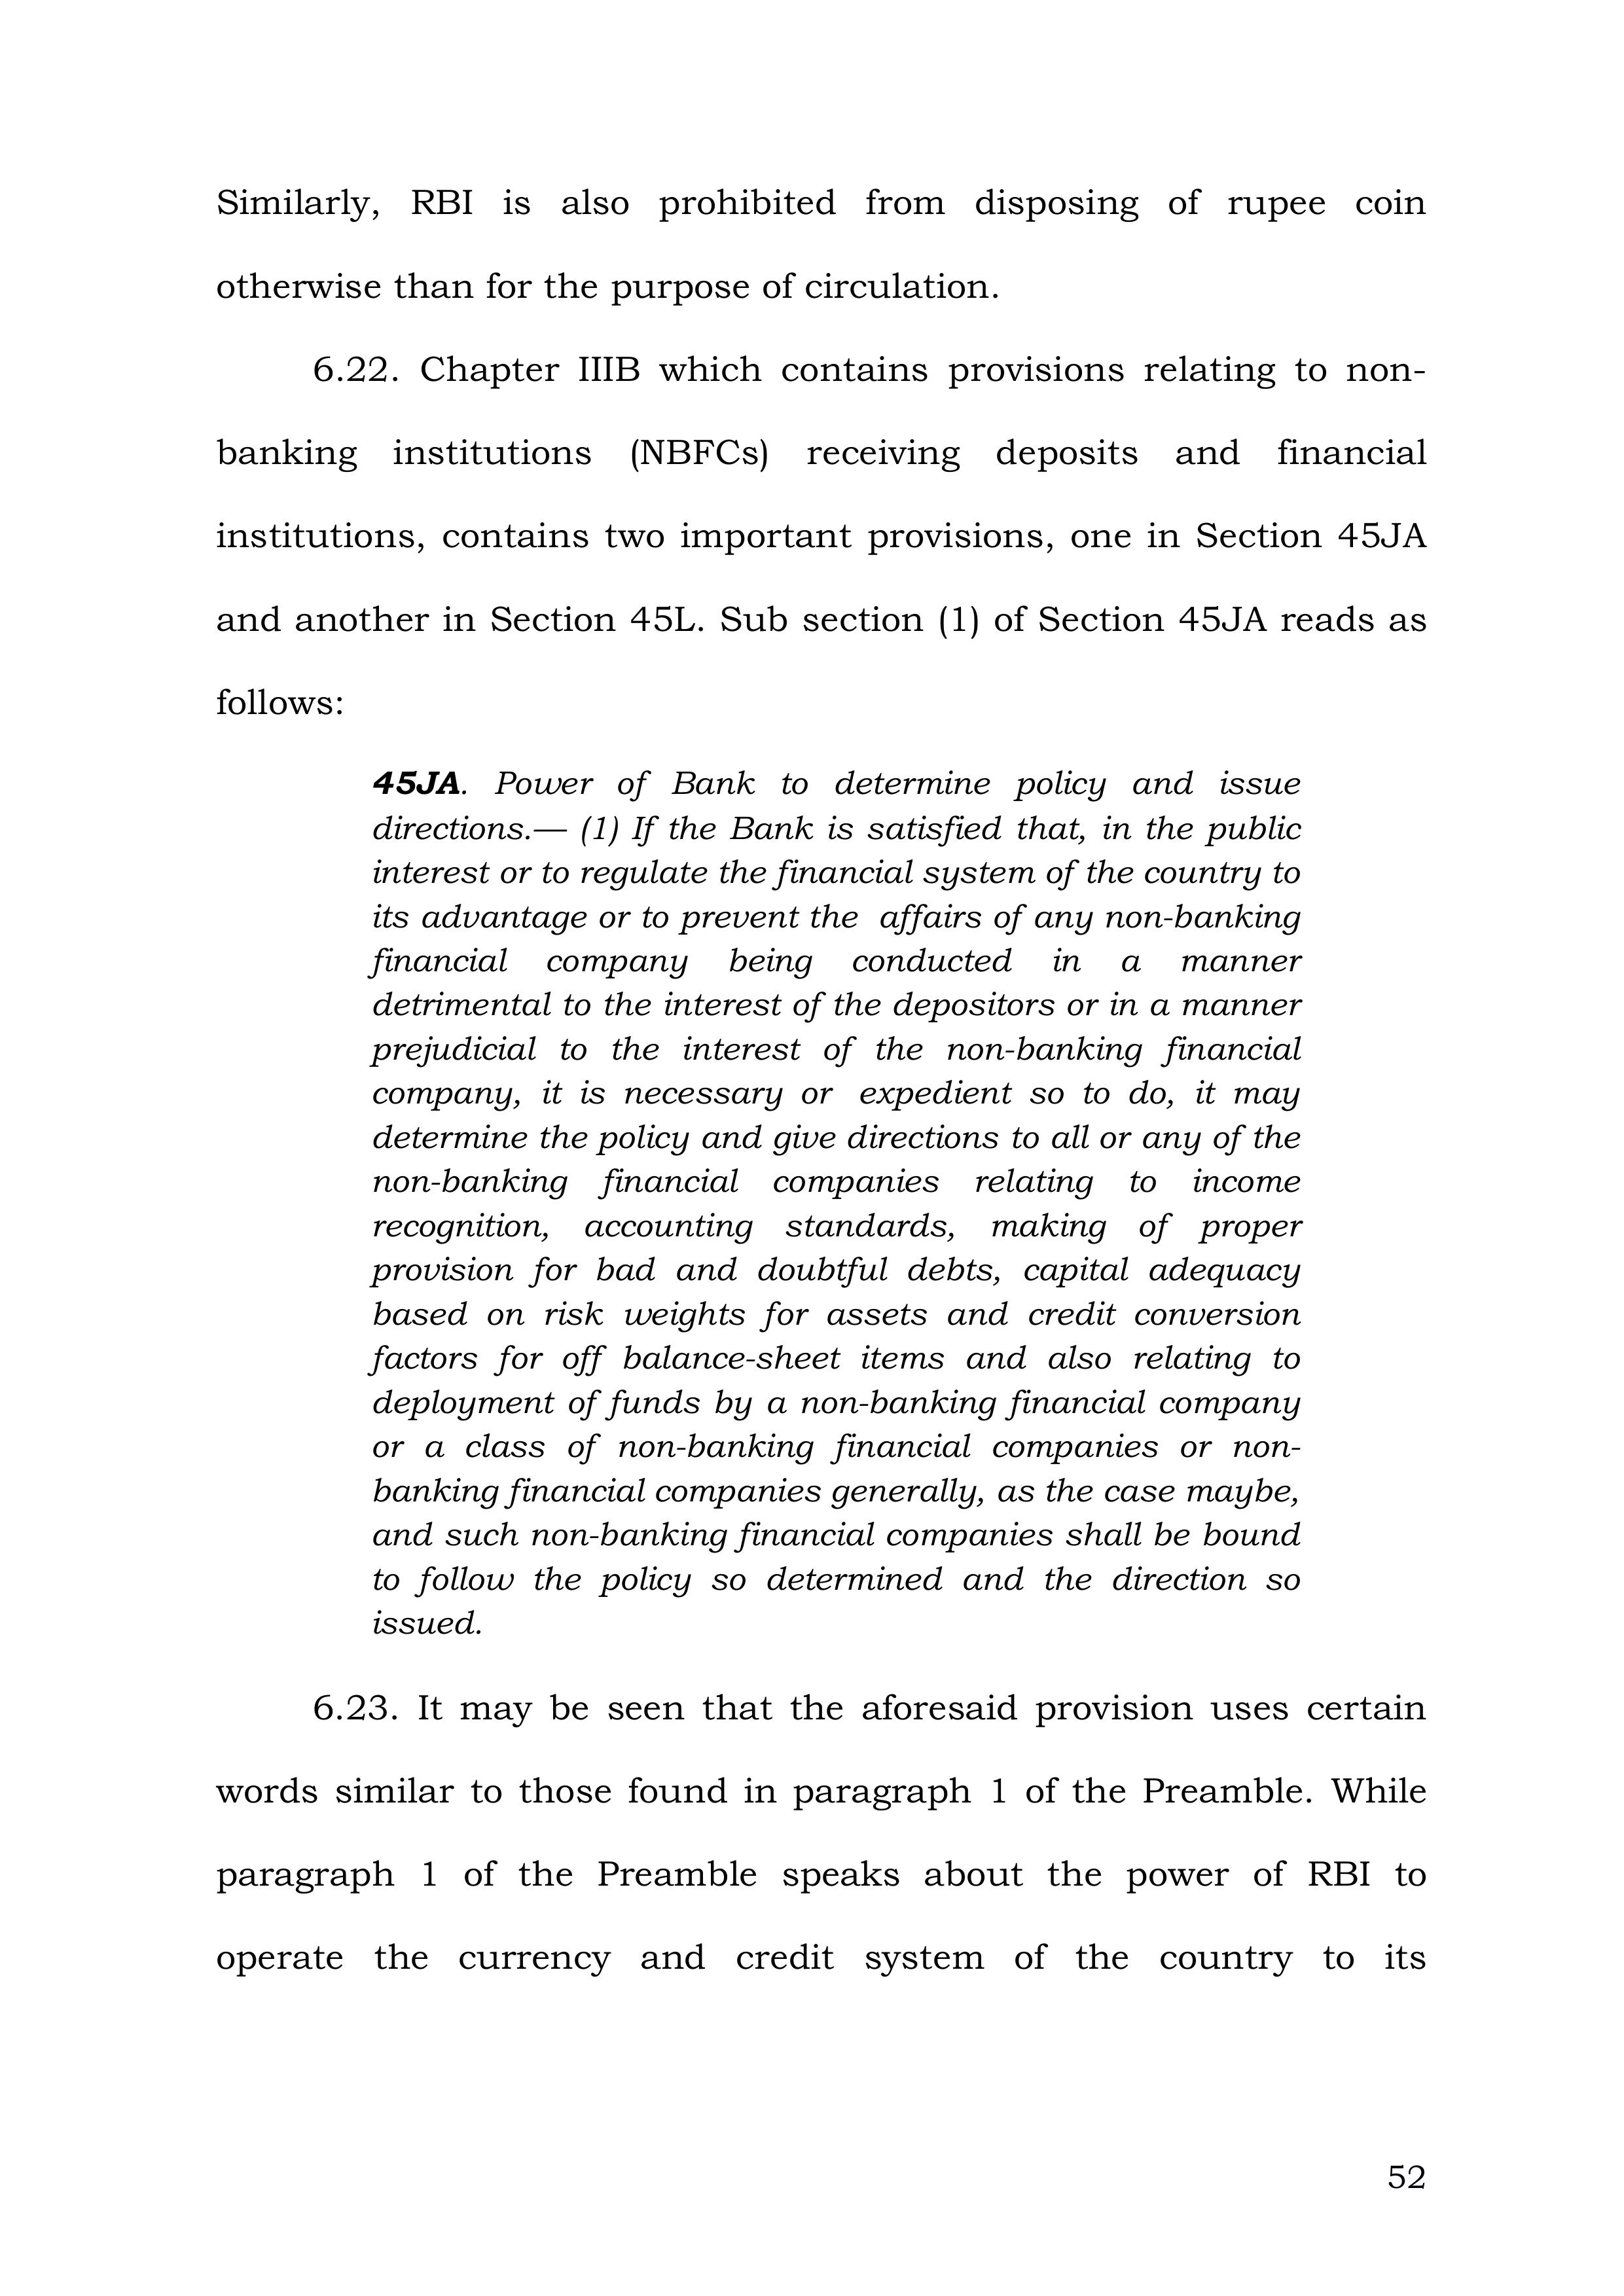 Similarly, RBI is also prohibited from disposing of rupee coin
otherwise than for the purpose of circulation.
6.22. Chapter IIIB which contains provisions relating to non-
banking institutions (NBFCs) receiving deposits and financial
institutions, contains two important provisions, one in Section 45JA
and another in Section 45L. Sub section (1) of Section 45JA reads as
follows:
45JA. Power of Bank to determine policy and issue
directions.— (1) If the Bank is satisfied that, in the public
interest or to regulate the financial system of the country to
its advantage or to prevent the affairs of any non-banking
financial company being conducted in a manner
detrimental to the interest of the depositors or in a manner
prejudicial to the interest of the non-banking financial
company, it is necessary or expedient so to do, it may
determine the policy and give directions to all or any of the
non-banking financial companies relating to income
recognition, accounting standards, making of proper
provision for bad and doubtful debts, capital adequacy
based on risk weights for assets and credit conversion
factors for off balance-sheet items and also relating to
deployment of funds by a non-banking financial company
or a class of non-banking financial companies or non-
banking financial companies generally, as the case maybe,
and such non-banking financial companies shall be bound
to follow the policy so determined and the direction so
issued.
6.23. It may be seen that the aforesaid provision uses certain
words similar to those found in paragraph 1 of the Preamble. While
paragraph 1 of the Preamble speaks about the power of RBI to
operate the currency and credit system of the country to its
52